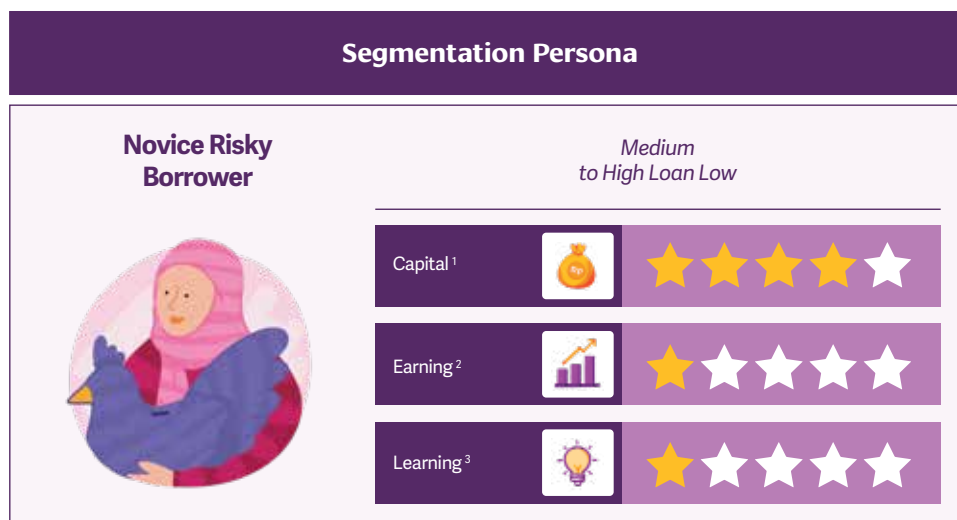 Segmentation Persona
Novice Risky
Borrower
Medium
to High Loan Low
Capital ¹
Rp
Earning ²
Learning ³